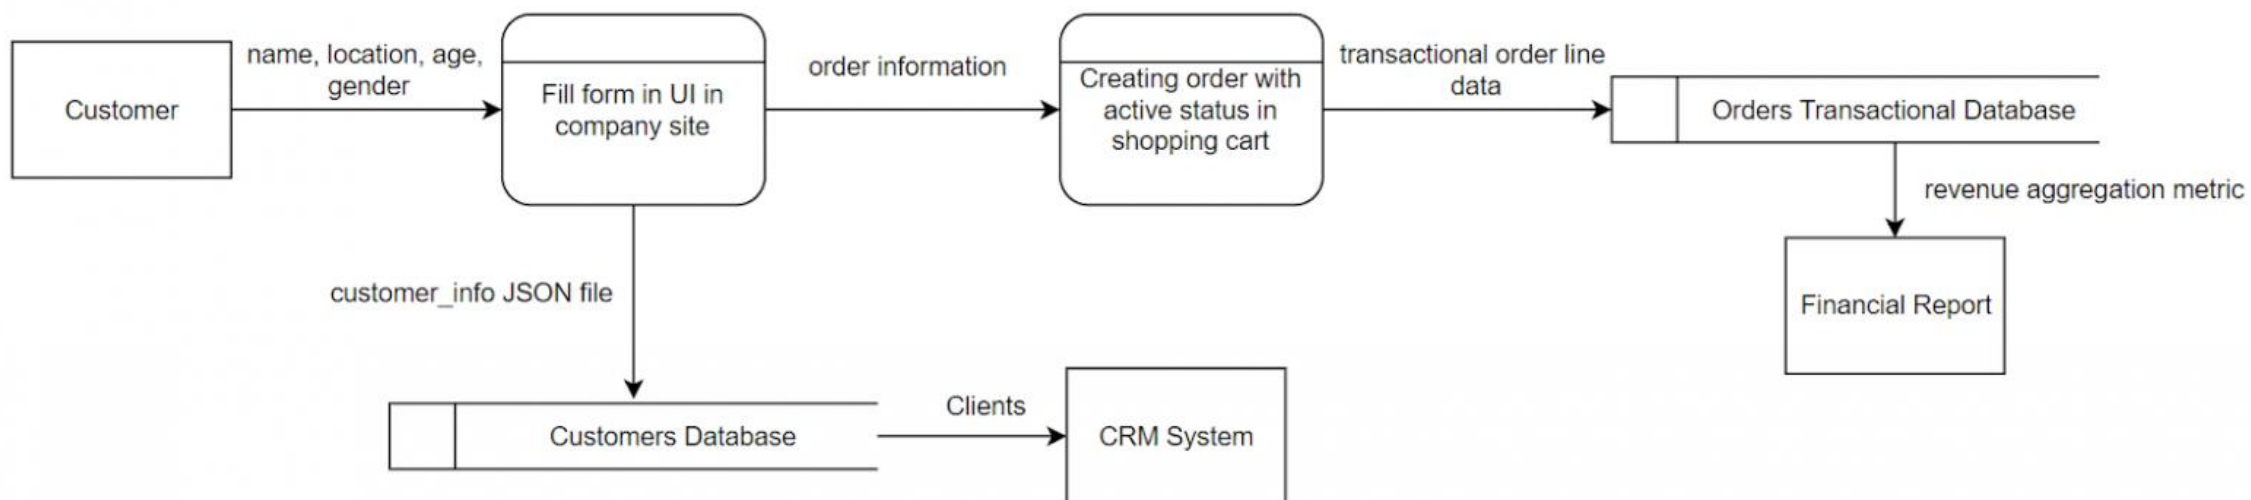 Customer
name, location, age,
gender
Fill form in UI in
company site
order information
Creating order with
active status in
shopping cart
transactional order line
data
Orders Transactional Database
revenue aggregation metric
Financial Report
customer_info JSON file
Customers Database
Clients
CRM System